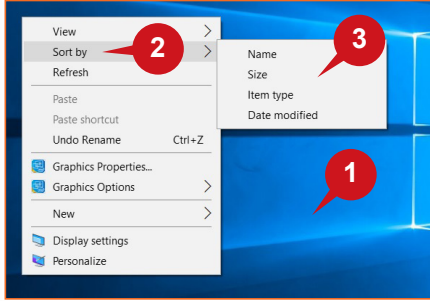 View
Sort by
Refresh
Paste
Paste shortcut
Undo Rename Ctrl+Z
Graphics Properties...
Graphics Options
New
Display settings
Personalize
2
Name
Size
Item type
Date modified
3
1